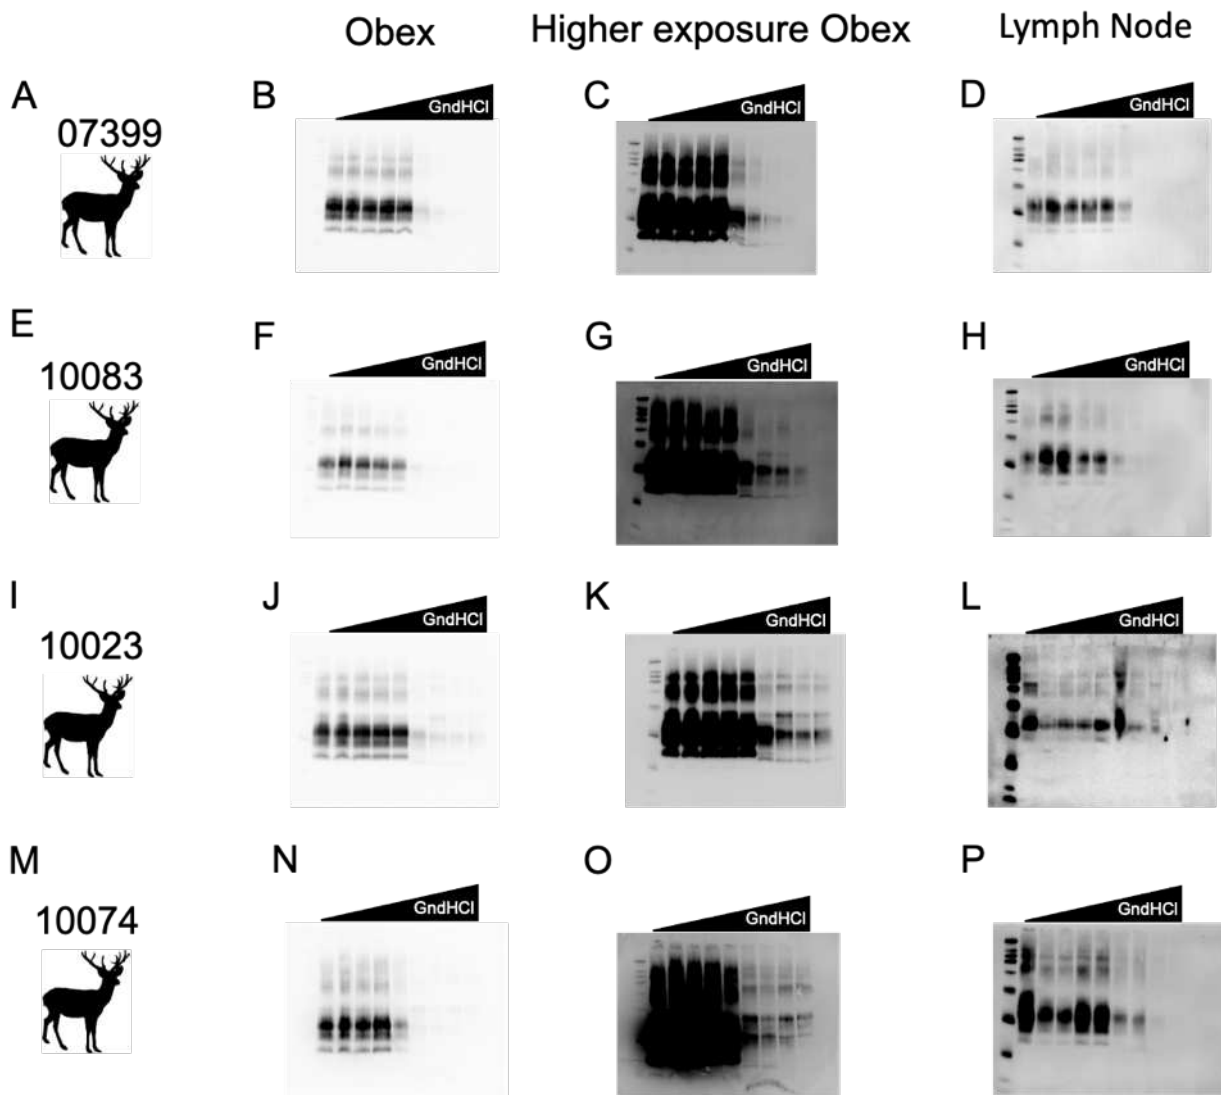 Obex Higher exposure Obex Lymph Node
A B C D
07399 GndHCl GndHCl GndHCl
E F G H
10083 GndHCl GndHCl GndHCl
I J K L
10023 GndHCl GndHCl GndHCl
M N O P
10074 GndHCl GndHCl GndHCl